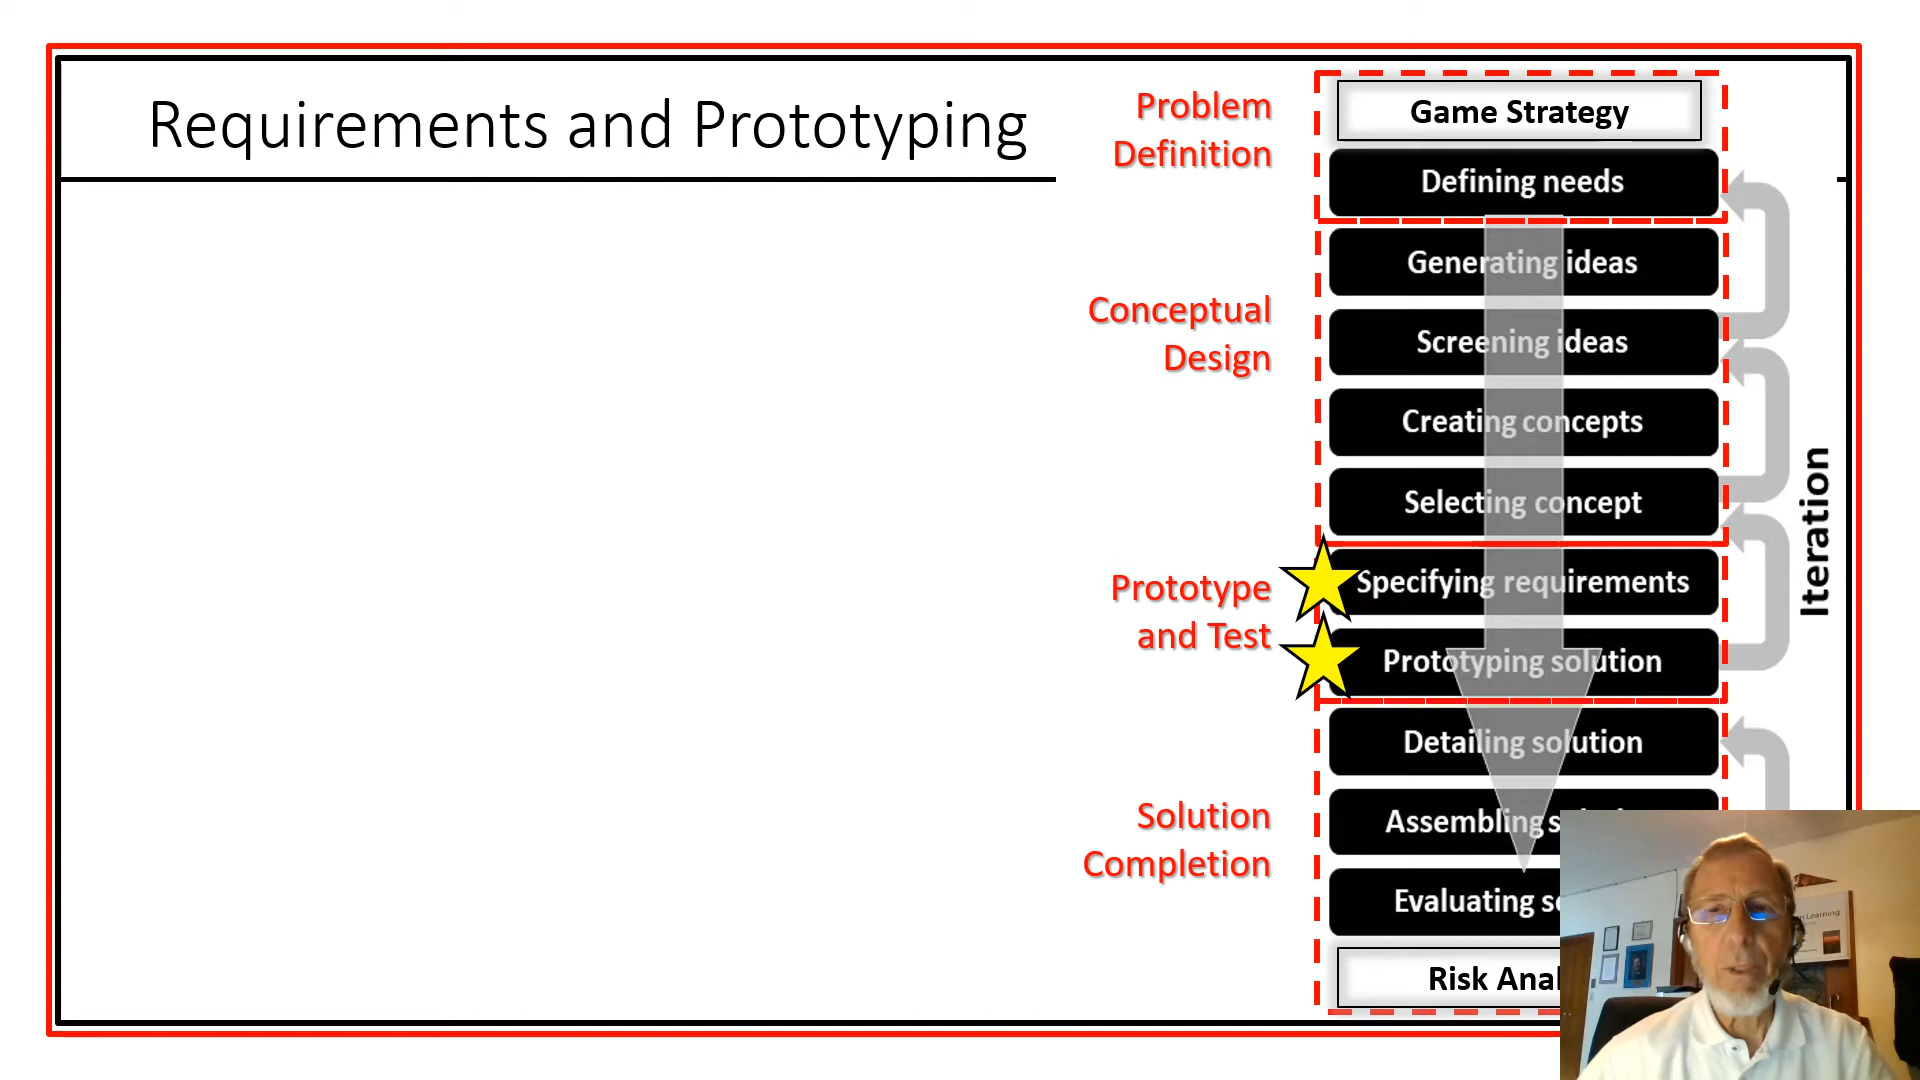 Requirements and Prototyping
Problem
Definition
Game Strategy
Defining needs
Generating ideas
Conceptual
Design
Screening ideas
Creating concepts
Selecting concept
Iteration
Prototype
and Test
Specifying requirements
Prototyping solution
Detailing solution
Solution
Completion
Assembling
Evaluating
Risk
Learning